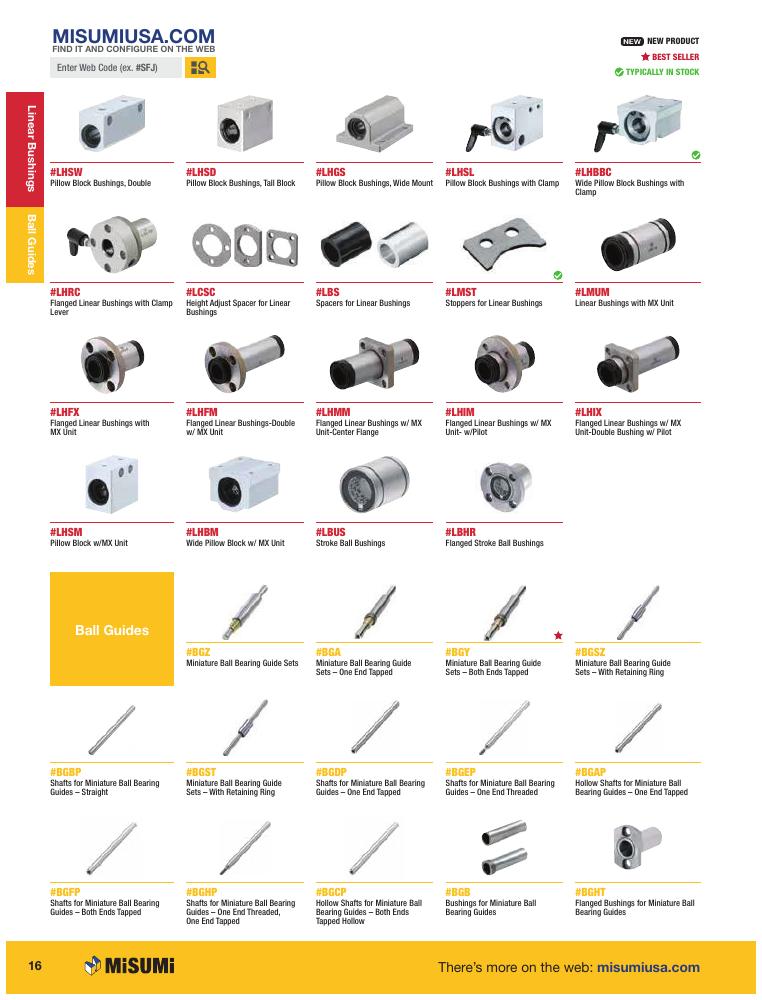 MISUMIUSA.COM
FIND IT AND CONFIGURE ON THE WEB
Enter Web Code (ex. #SFJ)
NEW NEW PRODUCT
BEST SELLER
TYPICALLY IN STOCK
Linear Bushings
Ball Guides
#LHSW
Pillow Block Bushings, Double
#LHSD
Pillow Block Bushings, Tall Block
#LHGS
Pillow Block Bushings, Wide Mount
#LHSL
Pillow Block Bushings with Clamp
#LHBBC
Wide Pillow Block Bushings with
Clamp
#LHRC
Flanged Linear Bushings with Clamp
Lever
#LCSC
Height Adjust Spacer for Linear
Bushings
#LBS
Spacers for Linear Bushings
#LMST
Stoppers for Linear Bushings
#LMUM
Linear Bushings with MX Unit
#LHFX
Flanged Linear Bushings with
MX Unit
#LHFM
Flanged Linear Bushings-Double
w/ MX Unit
#LHMM
Flanged Linear Bushings w/ MX
Unit-Center Flange
#LHIM
Flanged Linear Bushings w/ MX
Unit- w/Pilot
#LHIX
Flanged Linear Bushings w/ MX
Unit-Double Bushing w/ Pilot
#LHSM
Pillow Block w/MX Unit
#LHBM
Wide Pillow Block w/ MX Unit
#LBUS
Stroke Ball Bushings
#LBHR
Flanged Stroke Ball Bushings
Ball Guides
#BGZ
Miniature Ball Bearing Guide Sets
#BGA
Miniature Ball Bearing Guide
Sets – One End Tapped
#BGY
Miniature Ball Bearing Guide
Sets – Both Ends Tapped
#BGSZ
Miniature Ball Bearing Guide
Sets – With Retaining Ring
#BGBP
Shafts for Miniature Ball Bearing
Guides – Straight
#BGST
Miniature Ball Bearing Guide
Sets – With Retaining Ring
#BGDP
Shafts for Miniature Ball Bearing
Guides – One End Tapped
#BGEP
Shafts for Miniature Ball Bearing
Guides – One End Threaded
#BGAP
Hollow Shafts for Miniature Ball
Bearing Guides – One End Tapped
#BGFP
Shafts for Miniature Ball Bearing
Guides – Both Ends Tapped
#BGHP
Shafts for Miniature Ball Bearing
Guides – One End Threaded,
One End Tapped
#BGCP
Hollow Shafts for Miniature Ball
Bearing Guides – Both Ends
Tapped Hollow
#BGB
Bushings for Miniature Ball
Bearing Guides
#BGHT
Flanged Bushings for Miniature Ball
Bearing Guides
16
MiSUMi
There's more on the web: misumiusa.com